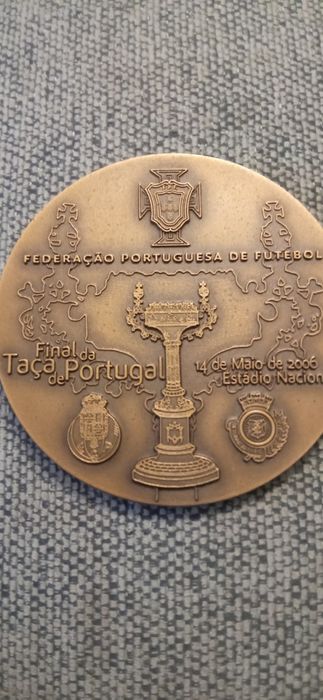 FEDERAÇÃO PORTUGUESA DE FUTEBOL
Final da
Taça de Portugal
14 de Maio de 2006
Estádio Nacion